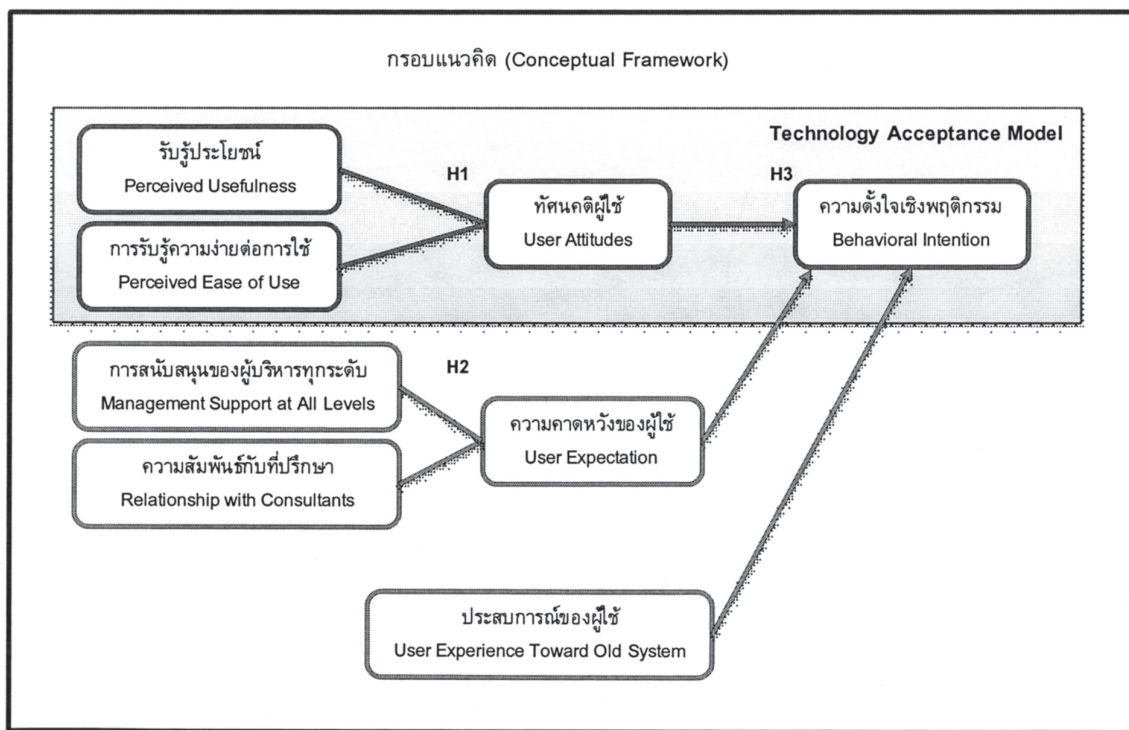 กรอบแนวคิด (Conceptual Framework)
Technology Acceptance Model
รับรู้ประโยชน์
Perceived Usefulness
H1
H3
ทัศนคติผู้ใช้
User Attitudes
ความตั้งใจเชิงพฤติกรรม
Behavioral Intention
การรับรู้ความง่ายต่อการใช้
Perceived Ease of Use
การสนับสนุนของผู้บริหารทุกระดับ
Management Support at All Levels
H2
ความคาดหวังของผู้ใช้
User Expectation
ความสัมพันธ์กับที่ปรึกษา
Relationship with Consultants
ประสบการณ์ของผู้ใช้
User Experience Toward Old System